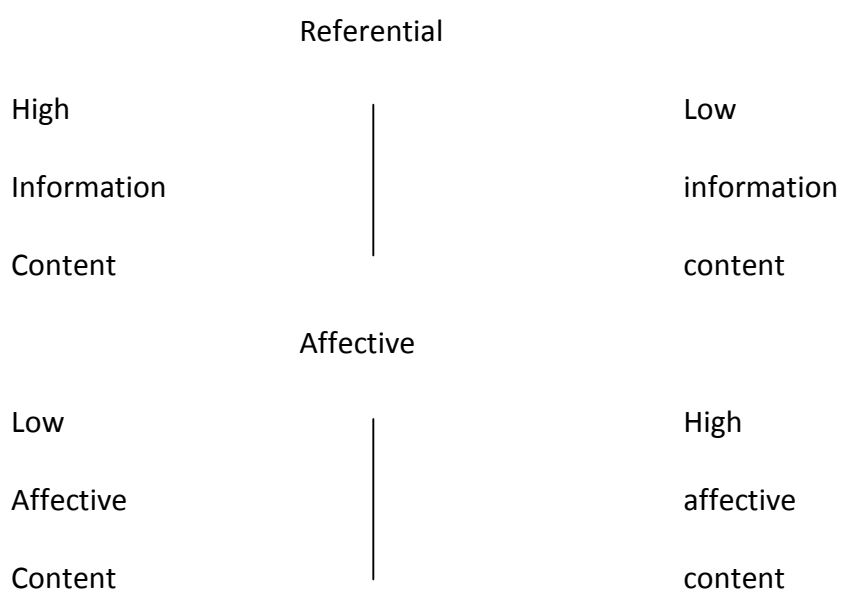 Referential
High Low
Information information
Content content
Affective
Low High
Affective affective
Content content